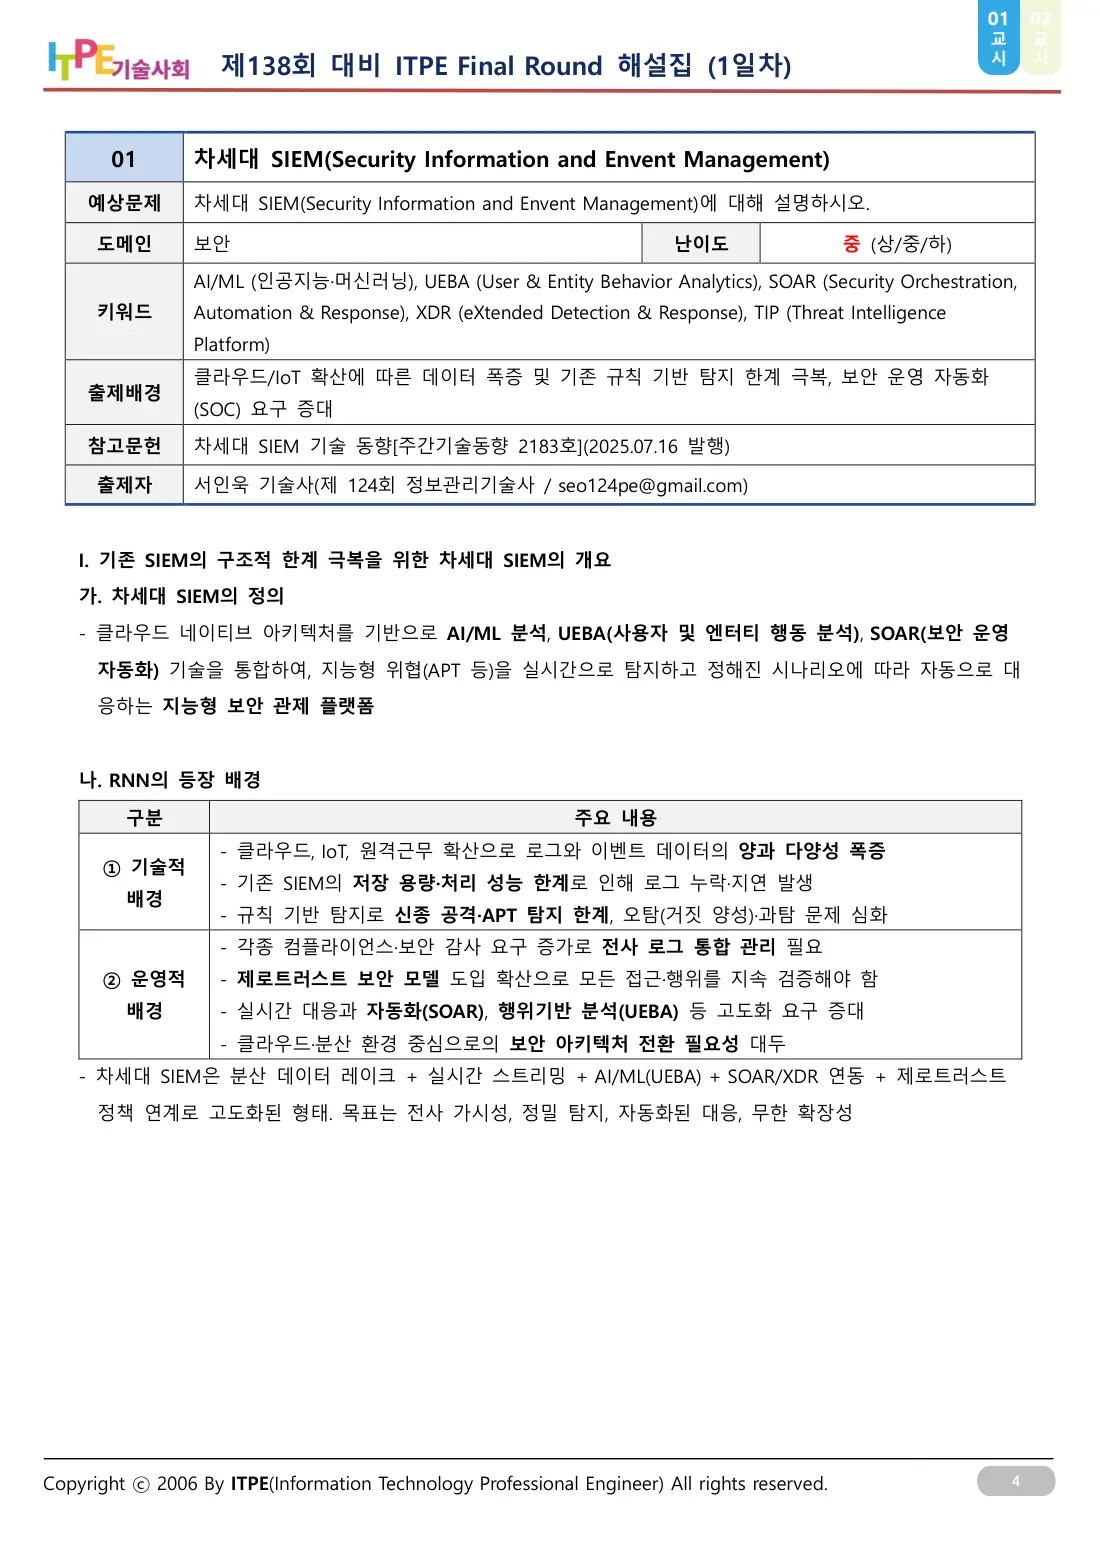 01
교
시
02
교
시
ITPE기술사회 제138회 대비 ITPE Final Round 해설집 (1일차)
01 차세대 SIEM(Security Information and Envent Management)
예상문제 차세대 SIEM(Security Information and Envent Management)에 대해 설명하시오.
도메인 보안 난이도 중 (상/중/하)
키워드 AI/ML (인공지능·머신러닝), UEBA (User & Entity Behavior Analytics), SOAR (Security Orchestration,
Automation & Response), XDR (eXtended Detection & Response), TIP (Threat Intelligence
Platform)
출제배경 클라우드/IoT 확산에 따른 데이터 폭증 및 기존 규칙 기반 탐지 한계 극복, 보안 운영 자동화
(SOC) 요구 증대
참고문헌 차세대 SIEM 기술 동향[주간기술동향 2183호](2025.07.16 발행)
출제자 서인욱 기술사(제 124회 정보관리기술사 / seo124pe@gmail.com)
I. 기존 SIEM의 구조적 한계 극복을 위한 차세대 SIEM의 개요
가. 차세대 SIEM의 정의
- 클라우드 네이티브 아키텍처를 기반으로 AI/ML 분석, UEBA(사용자 및 엔터티 행동 분석), SOAR(보안 운영
자동화) 기술을 통합하여, 지능형 위협(APT 등)을 실시간으로 탐지하고 정해진 시나리오에 따라 자동으로 대
응하는 지능형 보안 관제 플랫폼
나. RNN의 등장 배경
구분 주요 내용
① 기술적
배경
- 클라우드, IoT, 원격근무 확산으로 로그와 이벤트 데이터의 양과 다양성 폭증
- 기존 SIEM의 저장 용량·처리 성능 한계로 인해 로그 누락·지연 발생
- 규칙 기반 탐지로 신종 공격·APT 탐지 한계, 오탐(거짓 양성)·과탐 문제 심화
② 운영적
배경
- 각종 컴플라이언스·보안 감사 요구 증가로 전사 로그 통합 관리 필요
- 제로트러스트 보안 모델 도입 확산으로 모든 접근·행위를 지속 검증해야 함
- 실시간 대응과 자동화(SOAR), 행위기반 분석(UEBA) 등 고도화 요구 증대
- 클라우드·분산 환경 중심으로의 보안 아키텍처 전환 필요성 대두
- 차세대 SIEM은 분산 데이터 레이크 + 실시간 스트리밍 + AI/ML(UEBA) + SOAR/XDR 연동 + 제로트러스트
정책 연계로 고도화된 형태. 목표는 전사 가시성, 정밀 탐지, 자동화된 대응, 무한 확장성
Copyright ⓒ 2006 By ITPE(Information Technology Professional Engineer) All rights reserved.
4